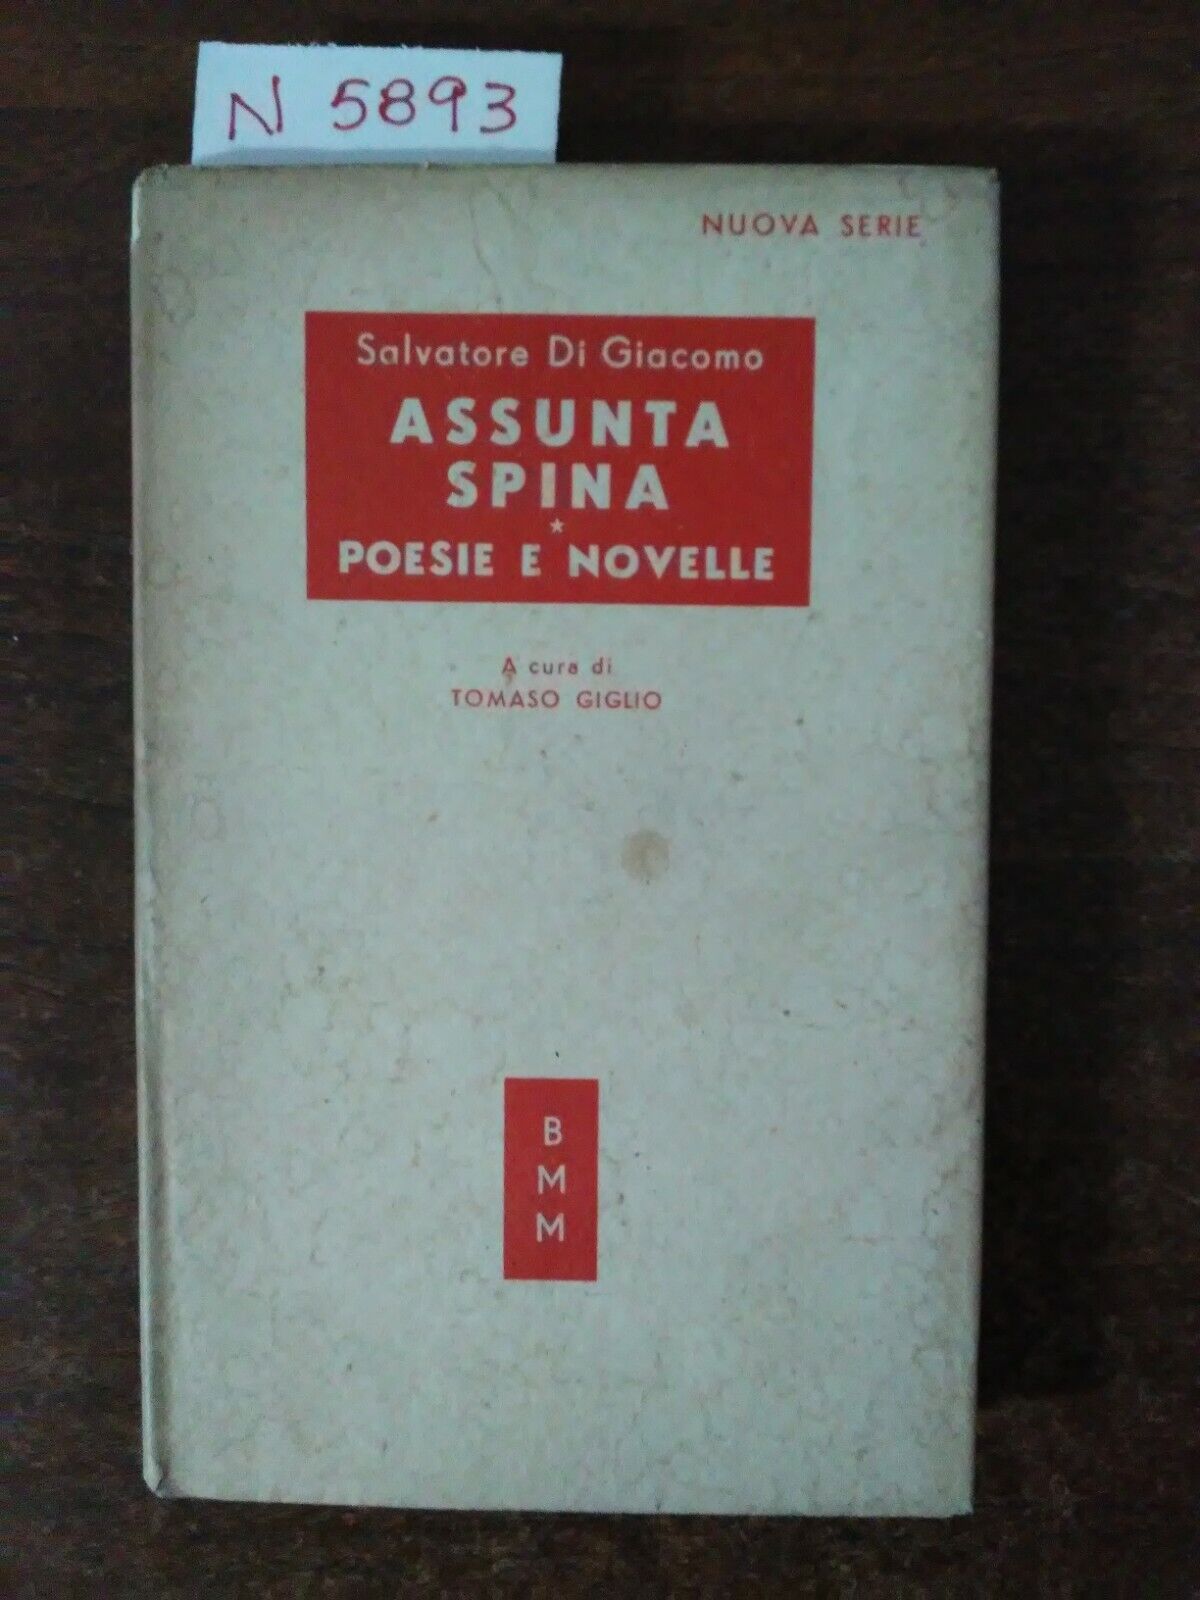 N 5893
NUOVA SERIE
Salvatore Di Giacomo
ASSUNTA
SPINA
*
POESIE E NOVELLE
A cura di
TOMASO GIGLIO
B
M
M